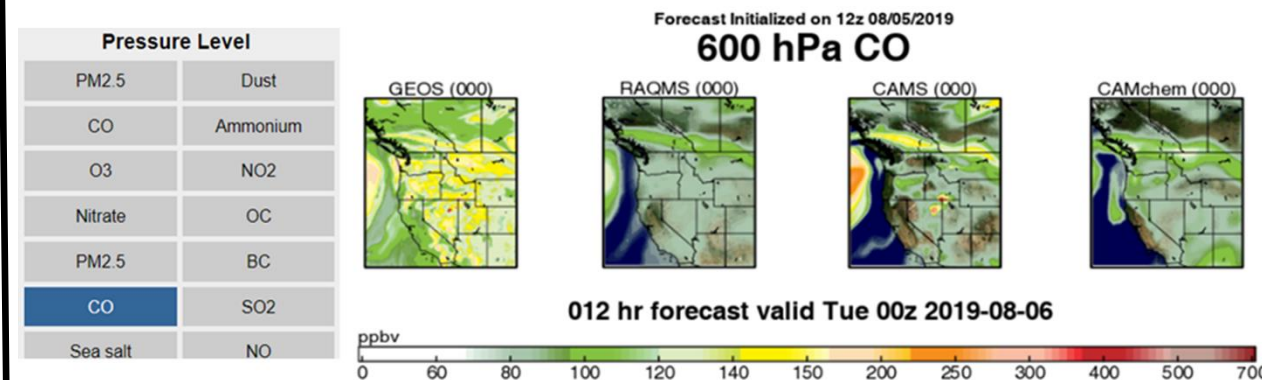 Pressure Level
PM2.5 Dust
CO Ammonium
O3 NO2
Nitrate OC
PM2.5 BC
CO SO2
Sea salt NO
Forecast Initialized on 12z 08/05/2019
600 hPa CO
GEOS (000) RAQMS (000) CAMS (000) CAMchem (000)
012 hr forecast valid Tue 00z 2019-08-06
ppbv
0 60 80 100 120 140 150 200 250 300 400 500 700